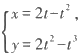 x = 2t − t²,
y = 2t² − t³